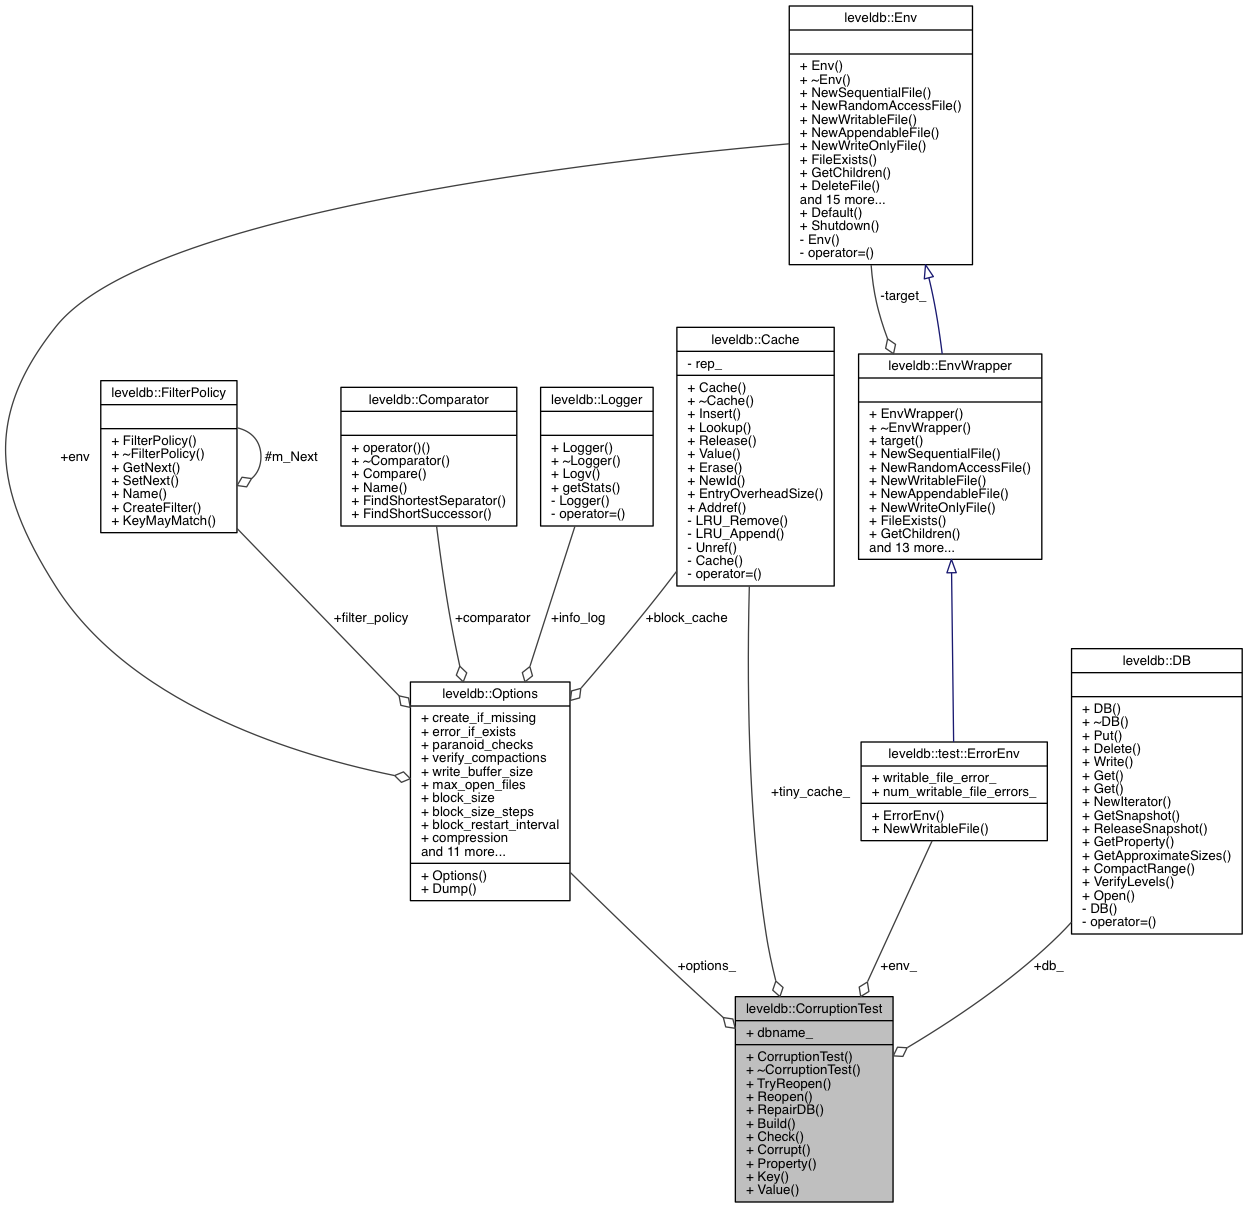 leveldb::Env
+ Env()
+ ~Env()
+ NewSequentialFile()
+ NewRandomAccessFile()
+ NewWritableFile()
+ NewAppendableFile()
+ NewWriteOnlyFile()
+ FileExists()
+ GetChildren()
+ DeleteFile()
and 15 more...
+ Default()
+ Shutdown()
- Env()
- operator=()
-target_
+env
leveldb::FilterPolicy
+ FilterPolicy()
+ ~FilterPolicy()
+ GetNext()
+ SetNext()
+ Name()
+ CreateFilter()
+ KeyMayMatch()
#m_Next
leveldb::Comparator
+ operator()()
+ ~Comparator()
+ Compare()
+ Name()
+ FindShortestSeparator()
+ FindShortSuccessor()
leveldb::Logger
+ Logger()
+ ~Logger()
+ Logv()
+ getStats()
- Logger()
- operator=()
leveldb::Cache
- rep_
+ Cache()
+ ~Cache()
+ Insert()
+ Lookup()
+ Release()
+ Value()
+ Erase()
+ NewId()
+ EntryOverheadSize()
+ Addref()
- LRU_Remove()
- LRU_Append()
- Unref()
- Cache()
- operator=()
leveldb::EnvWrapper
+ EnvWrapper()
+ ~EnvWrapper()
+ target()
+ NewSequentialFile()
+ NewRandomAccessFile()
+ NewWritableFile()
+ NewAppendableFile()
+ NewWriteOnlyFile()
+ FileExists()
+ GetChildren()
and 13 more...
+filter_policy
+comparator
+info_log
+block_cache
leveldb::Options
+ create_if_missing
+ error_if_exists
+ paranoid_checks
+ verify_compactions
+ write_buffer_size
+ max_open_files
+ block_size
+ block_size_steps
+ block_restart_interval
+ compression
and 11 more...
+ Options()
+ Dump()
+tiny_cache_
leveldb::test::ErrorEnv
+ writable_file_error_
+ num_writable_file_errors_
+ ErrorEnv()
+ NewWritableFile()
leveldb::DB
+ DB()
+ ~DB()
+ Put()
+ Delete()
+ Write()
+ Get()
+ Get()
+ NewIterator()
+ GetSnapshot()
+ ReleaseSnapshot()
+ GetProperty()
+ GetApproximateSizes()
+ CompactRange()
+ VerifyLevels()
+ Open()
- DB()
- operator=()
+options_
+env_
+db_
leveldb::CorruptionTest
+ dbname_
+ CorruptionTest()
+ ~CorruptionTest()
+ TryReopen()
+ Reopen()
+ RepairDB()
+ Build()
+ Check()
+ Corrupt()
+ Property()
+ Key()
+ Value()